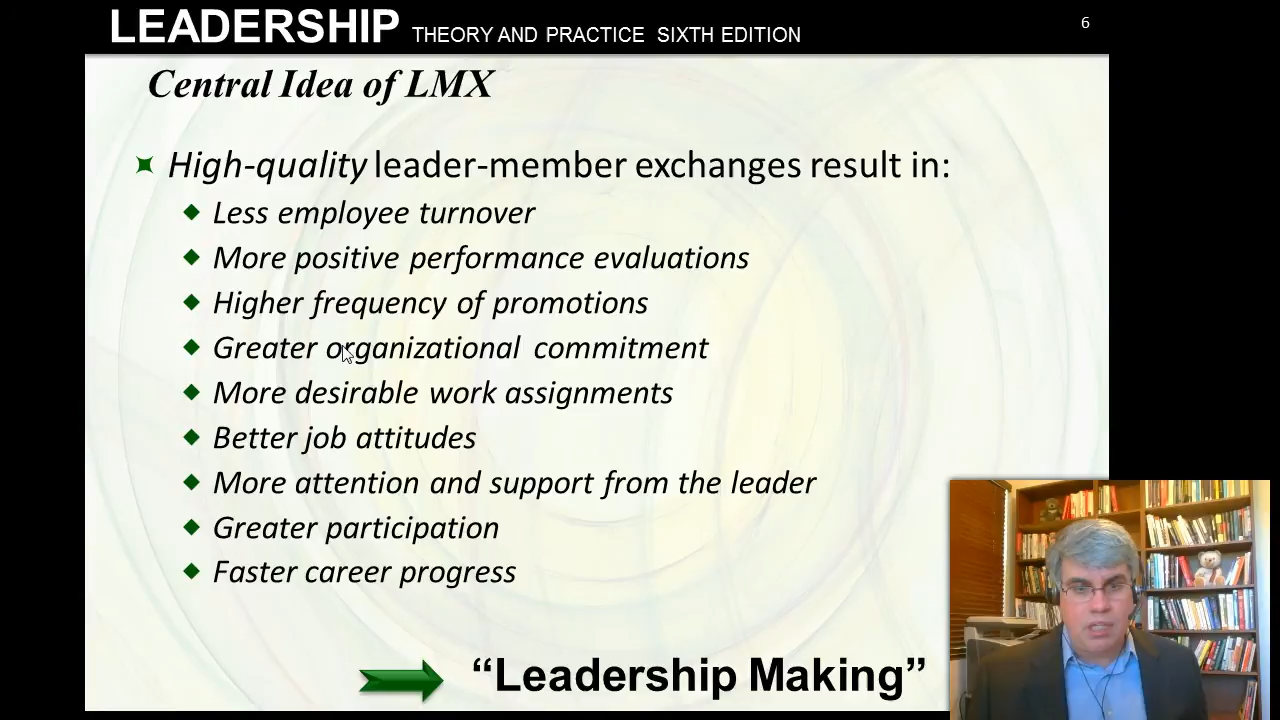 LEADERSHIP THEORY AND PRACTICE SIXTH EDITION
6
Central Idea of LMX
High-quality leader-member exchanges result in:
Less employee turnover
More positive performance evaluations
Higher frequency of promotions
Greater organizational commitment
More desirable work assignments
Better job attitudes
More attention and support from the leader
Greater participation
Faster career progress
“Leadership Making”